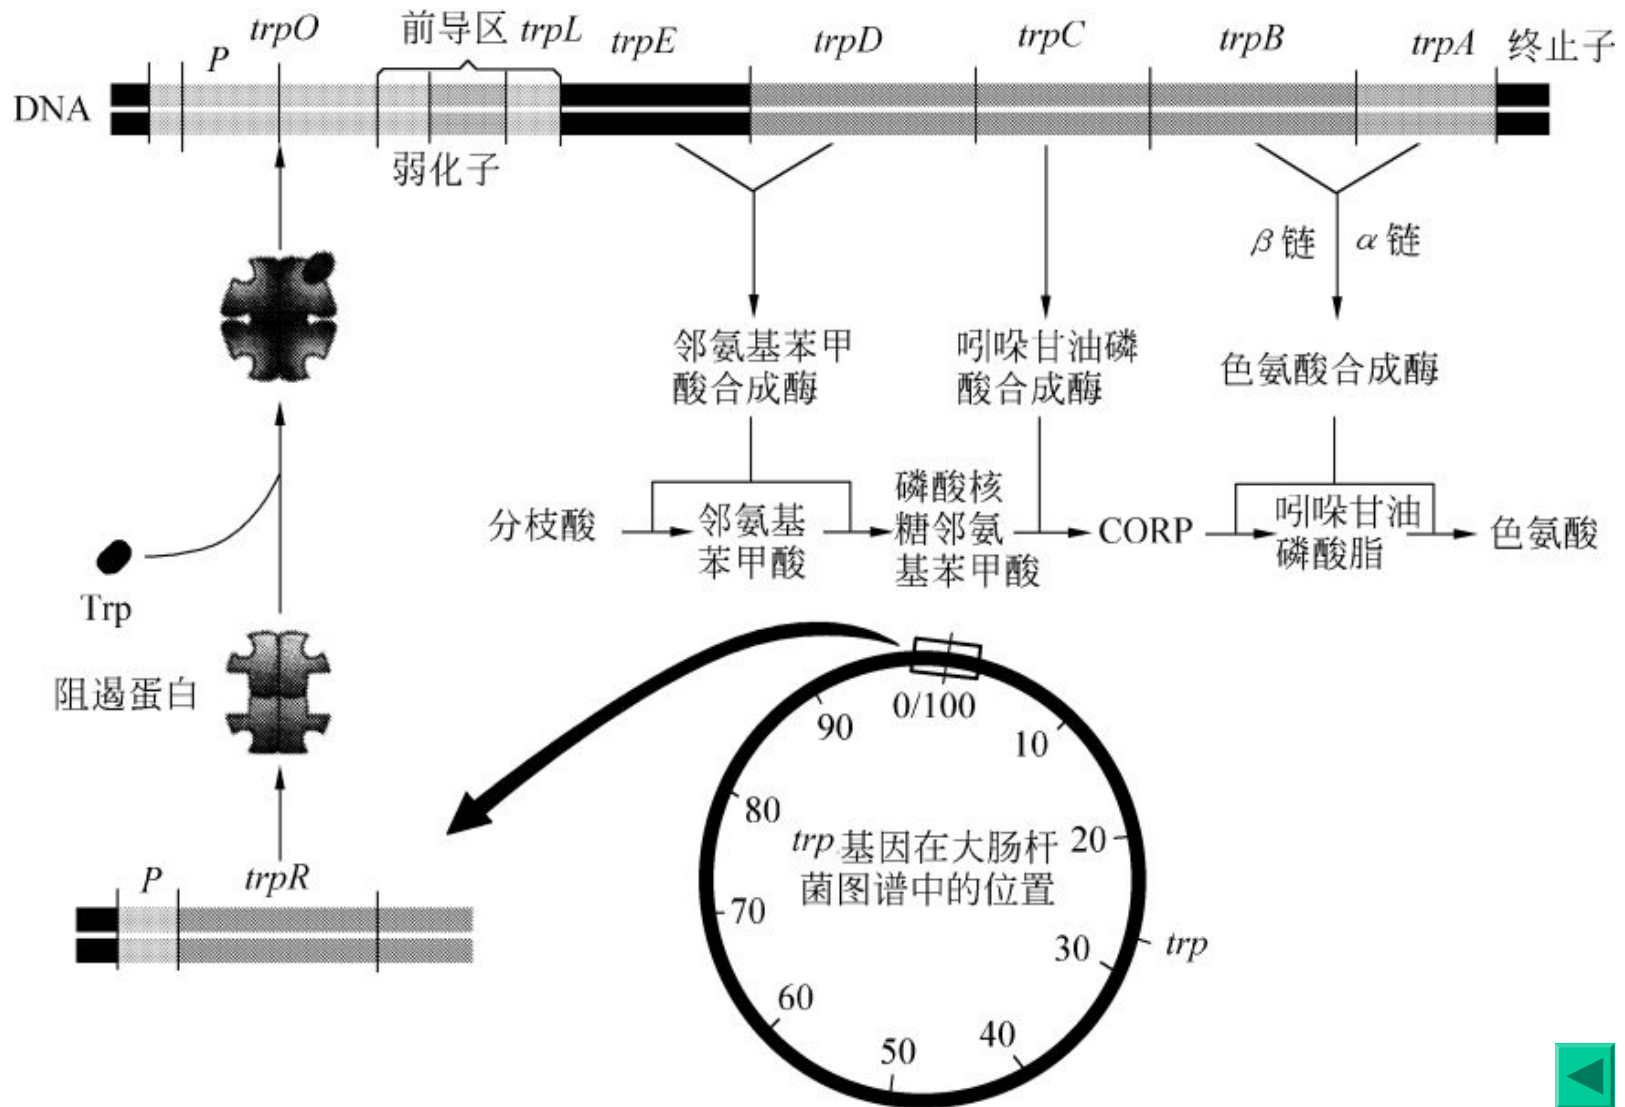 P trpO 前导区 trpL trpE trpD trpC trpB trpA 终止子
DNA
弱化子
β链 α链
邻氨基苯甲
酸合成酶
吲哚甘油磷
酸合成酶
色氨酸合成酶
分枝酸
邻氨基
苯甲酸
磷酸核
糖邻氨
基苯甲酸
CORP
吲哚甘油
磷酸脂
色氨酸
Trp
阻遏蛋白
P trpR
0/100
10
20
30
40
50
60
70
80
90
trp基因在大肠杆
菌图谱中的位置
trp